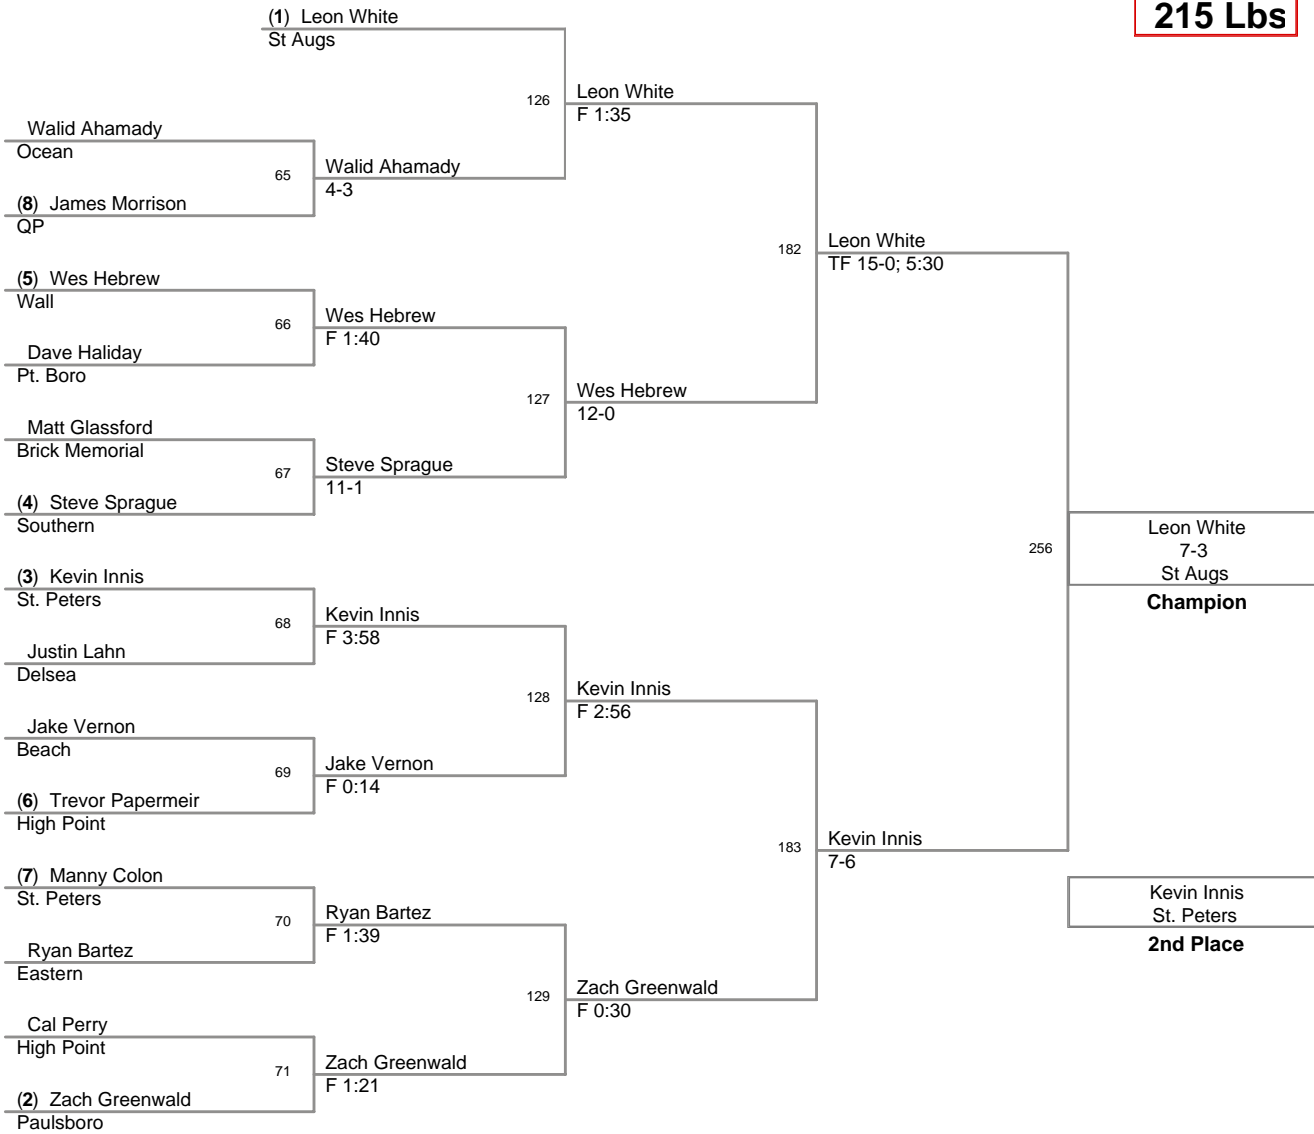 215 Lbs
(1) Leon White
St Augs
126
Leon White
F 1:35
Walid Ahamady
Ocean
65
Walid Ahamady
4-3
(8) James Morrison
QP
182
Leon White
TF 15-0; 5:30
(5) Wes Hebrew
Wall
66
Wes Hebrew
F 1:40
Dave Haliday
Pt. Boro
127
Wes Hebrew
12-0
Matt Glassford
Brick Memorial
67
Steve Sprague
11-1
(4) Steve Sprague
Southern
256
Leon White
7-3
St Augs
Champion
(3) Kevin Innis
St. Peters
68
Kevin Innis
F 3:58
Justin Lahn
Delsea
128
Kevin Innis
F 2:56
Jake Vernon
Beach
69
Jake Vernon
F 0:14
(6) Trevor Papermeir
High Point
183
Kevin Innis
7-6
(7) Manny Colon
St. Peters
70
Ryan Bartez
F 1:39
Ryan Bartez
Eastern
129
Zach Greenwald
F 0:30
Cal Perry
High Point
71
Zach Greenwald
F 1:21
(2) Zach Greenwald
Paulsboro
Kevin Innis
St. Peters
2nd Place